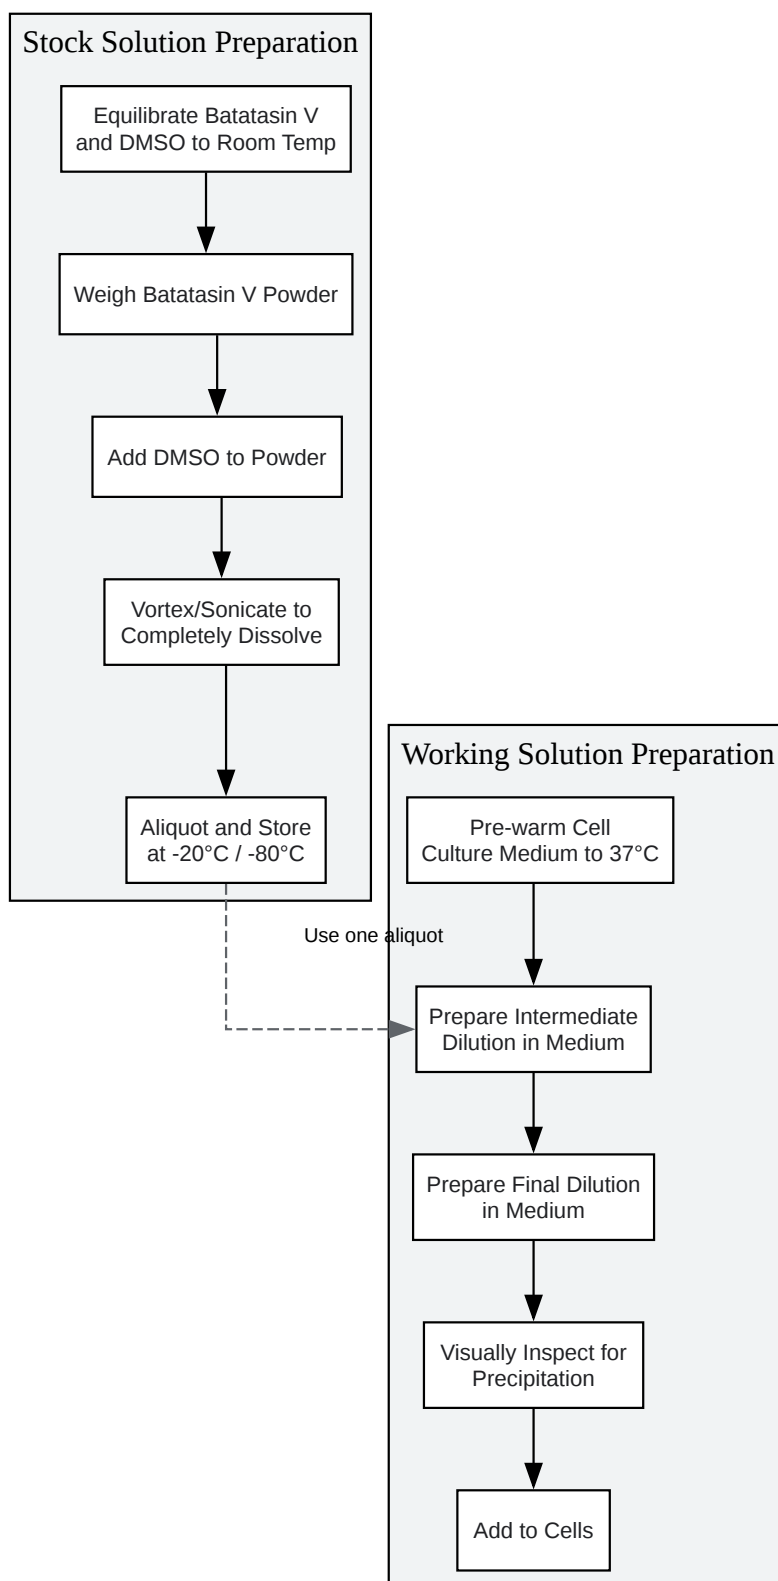 Stock Solution Preparation
Equilibrate Batatasin V
and DMSO to Room Temp
Weigh Batatasin V Powder
Add DMSO to Powder
Vortex/Sonicate to
Completely Dissolve
Aliquot and Store
at -20°C / -80°C
Use one aliquot
Working Solution Preparation
Pre-warm Cell
Culture Medium to 37°C
Prepare Intermediate
Dilution in Medium
Prepare Final Dilution
in Medium
Visually Inspect for
Precipitation
Add to Cells